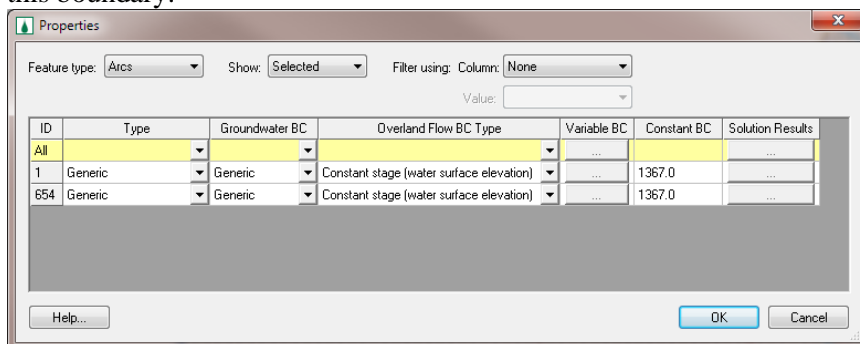 this boundary.
Properties
Feature type: Arcs Show: Selected Filter using: Column: None
Value:
ID Type Groundwater BC Overland Flow BC Type Variable BC Constant BC Solution Results
All ... ...
1 Generic Generic Constant stage (water surface elevation) ... 1367.0 ...
654 Generic Generic Constant stage (water surface elevation) ... 1367.0 ...
Help... OK Cancel